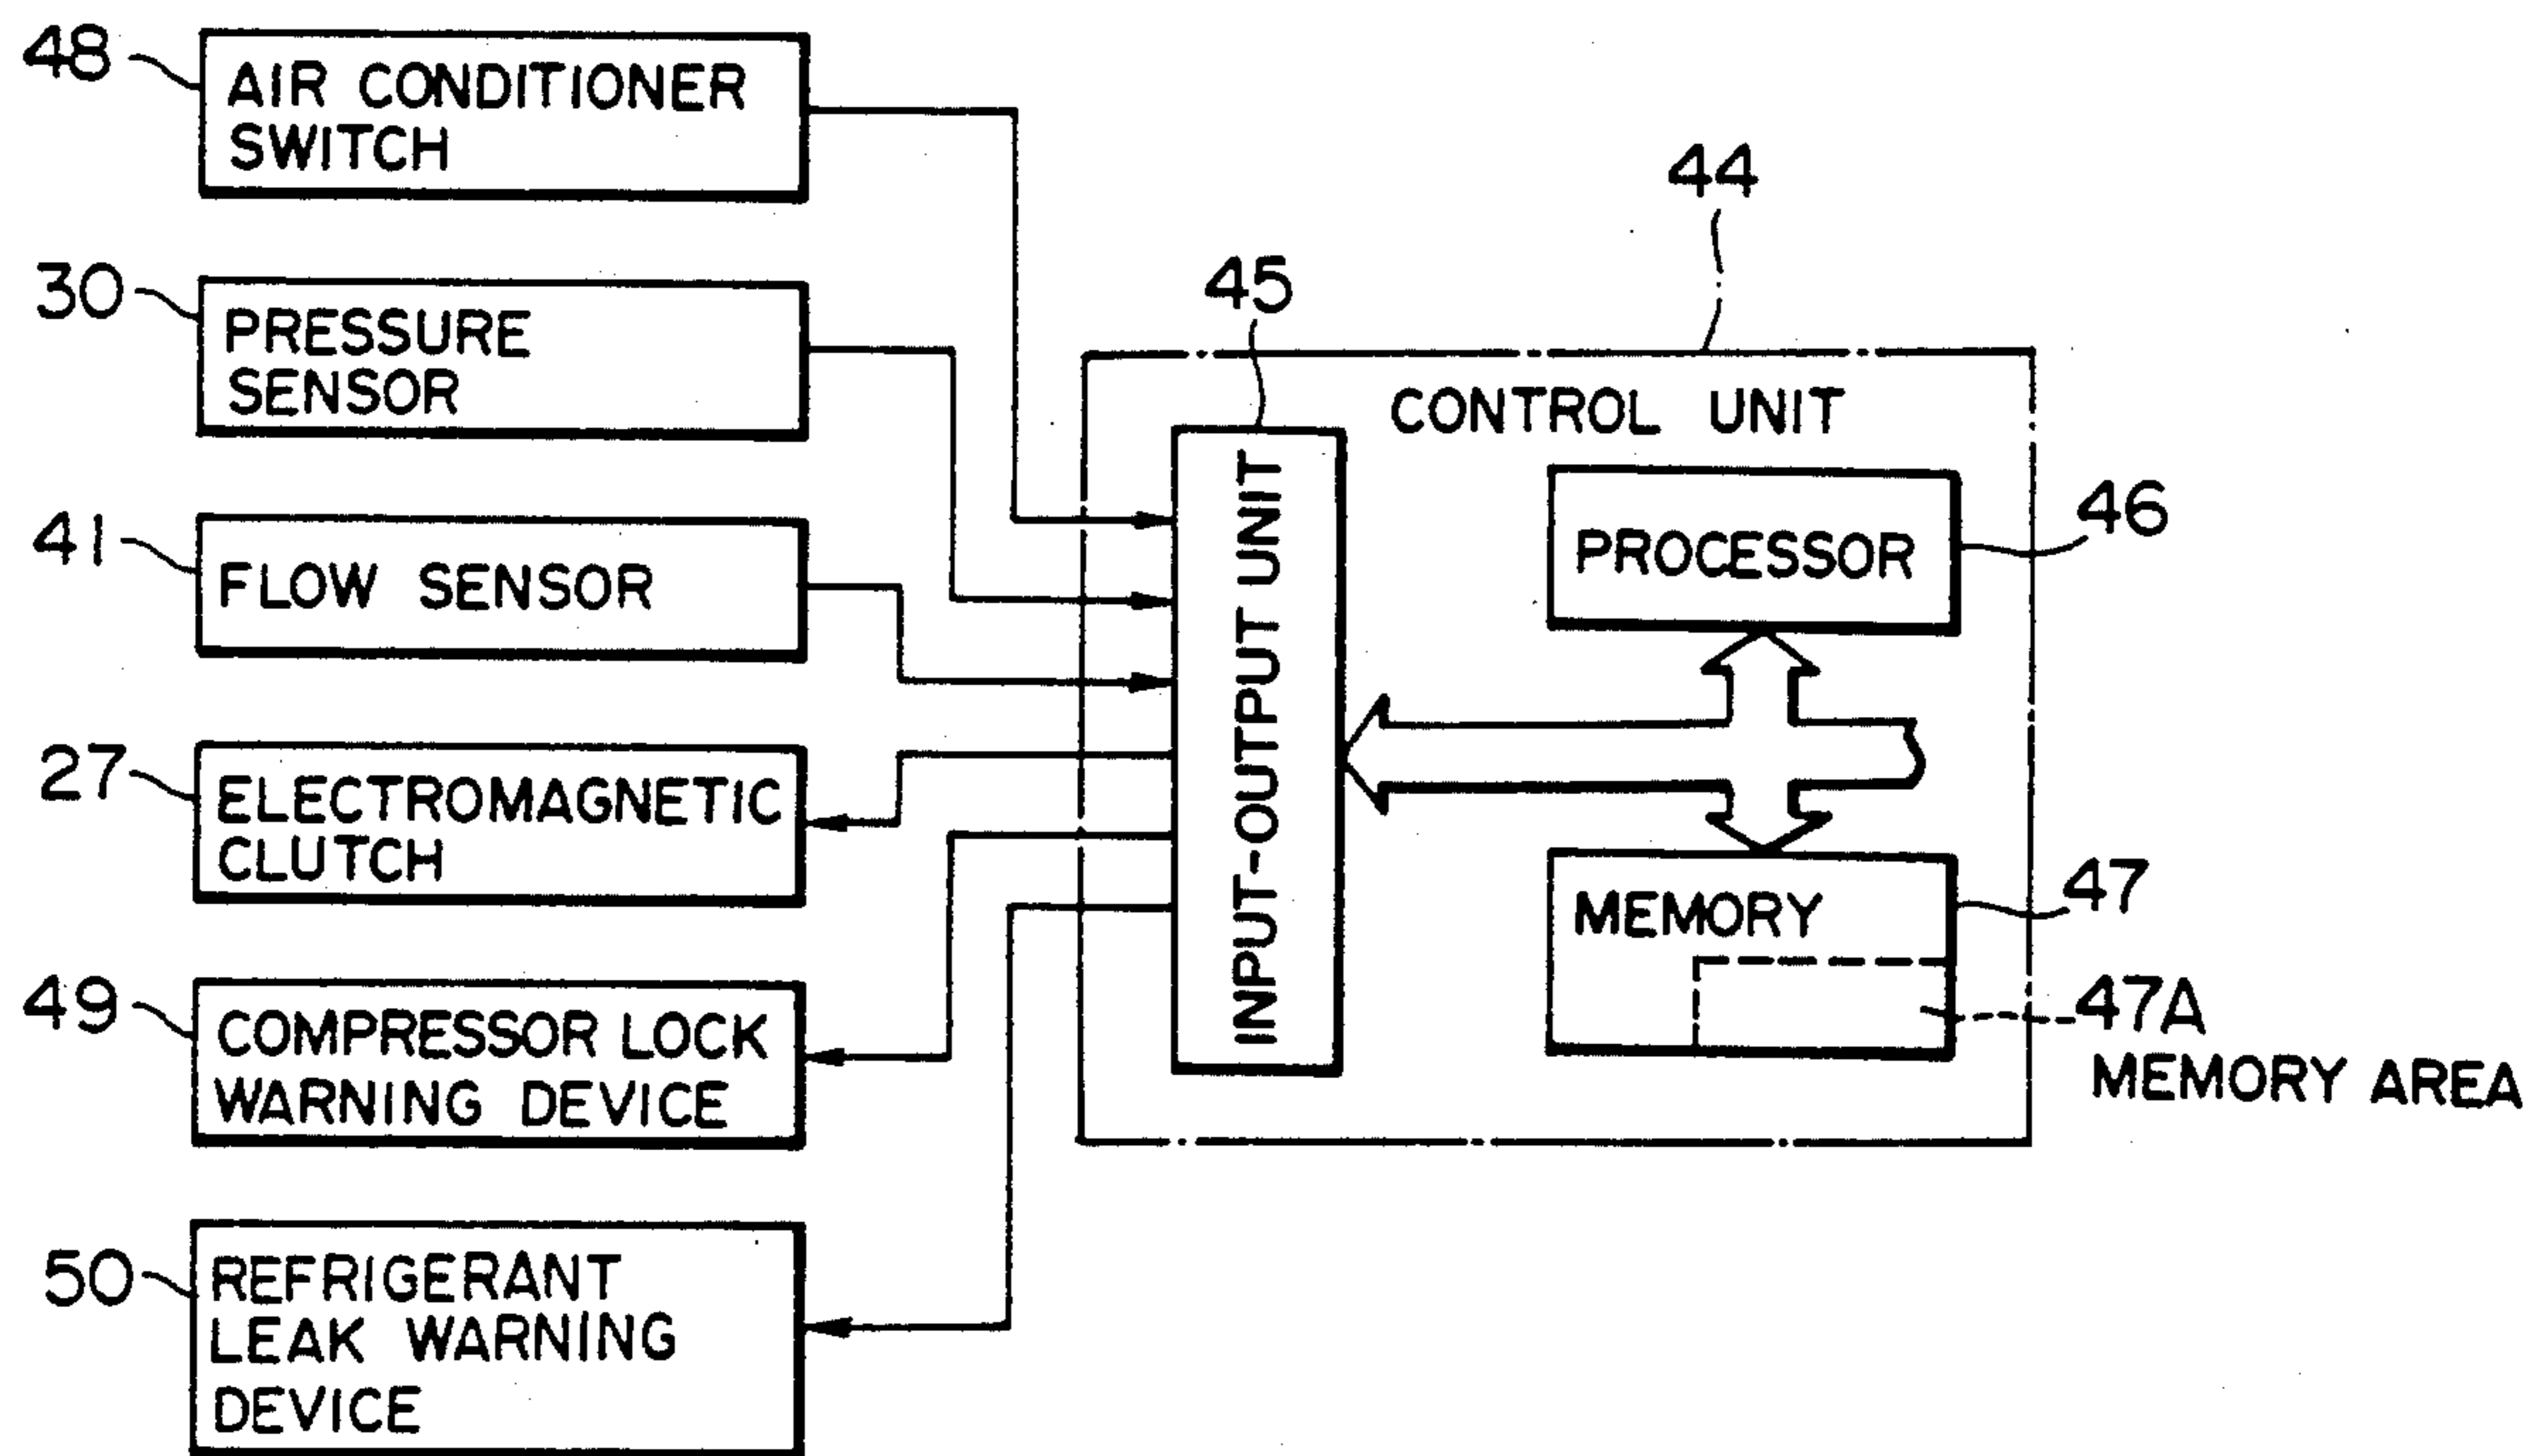 48
AIR CONDITIONER
SWITCH
30
PRESSURE
SENSOR
41
FLOW SENSOR
27
ELECTROMAGNETIC
CLUTCH
49
COMPRESSOR LOCK
WARNING DEVICE
50
REFRIGERANT
LEAK WARNING
DEVICE
44
45
CONTROL UNIT
INPUT-OUTPUT UNIT
PROCESSOR
46
MEMORY
47
47A
MEMORY AREA